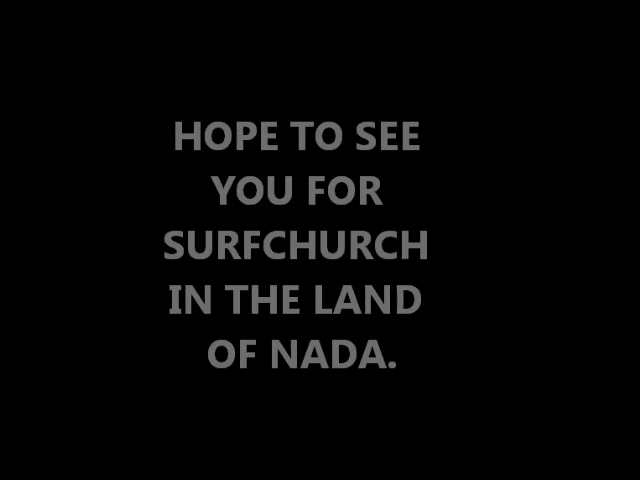 HOPE TO SEE
YOU FOR
SURFCHURCH
IN THE LAND
OF NADA.